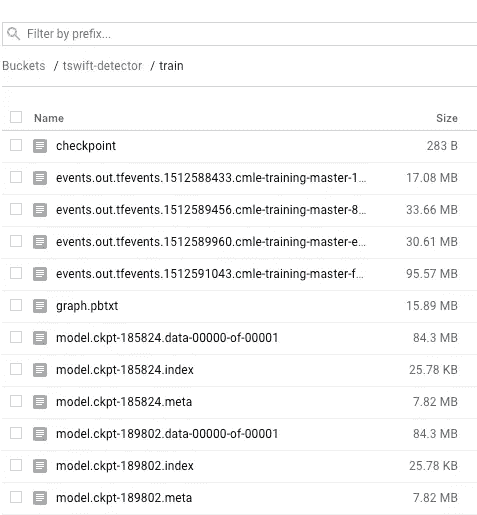 Filter by prefix...
Buckets / tswift-detector / train
Name Size
checkpoint 283 B
events.out.tfevents.1512588433.cmle-training-master-1... 17.08 MB
events.out.tfevents.1512589456.cmle-training-master-8... 33.66 MB
events.out.tfevents.1512589960.cmle-training-master-e... 30.61 MB
events.out.tfevents.1512591043.cmle-training-master-f... 95.57 MB
graph.pbtxt 15.89 MB
model.ckpt-185824.data-00000-of-00001 84.3 MB
model.ckpt-185824.index 25.78 KB
model.ckpt-185824.meta 7.82 MB
model.ckpt-189802.data-00000-of-00001 84.3 MB
model.ckpt-189802.index 25.78 KB
model.ckpt-189802.meta 7.82 MB